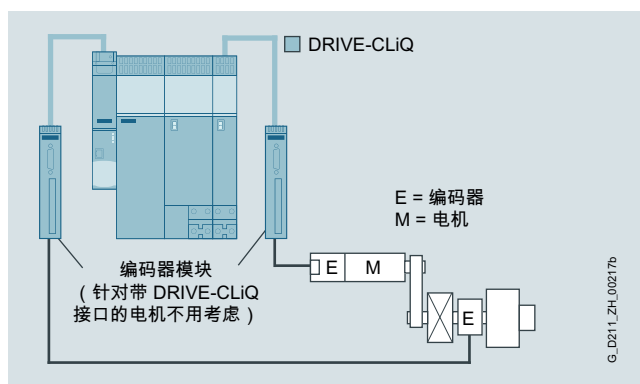 DRIVE-CLiQ
E = 编码器
M = 电机
编码器模块
（针对带 DRIVE-CLiQ
接口的电机不用考虑）
E M
E
G_D211_ZH_00217b